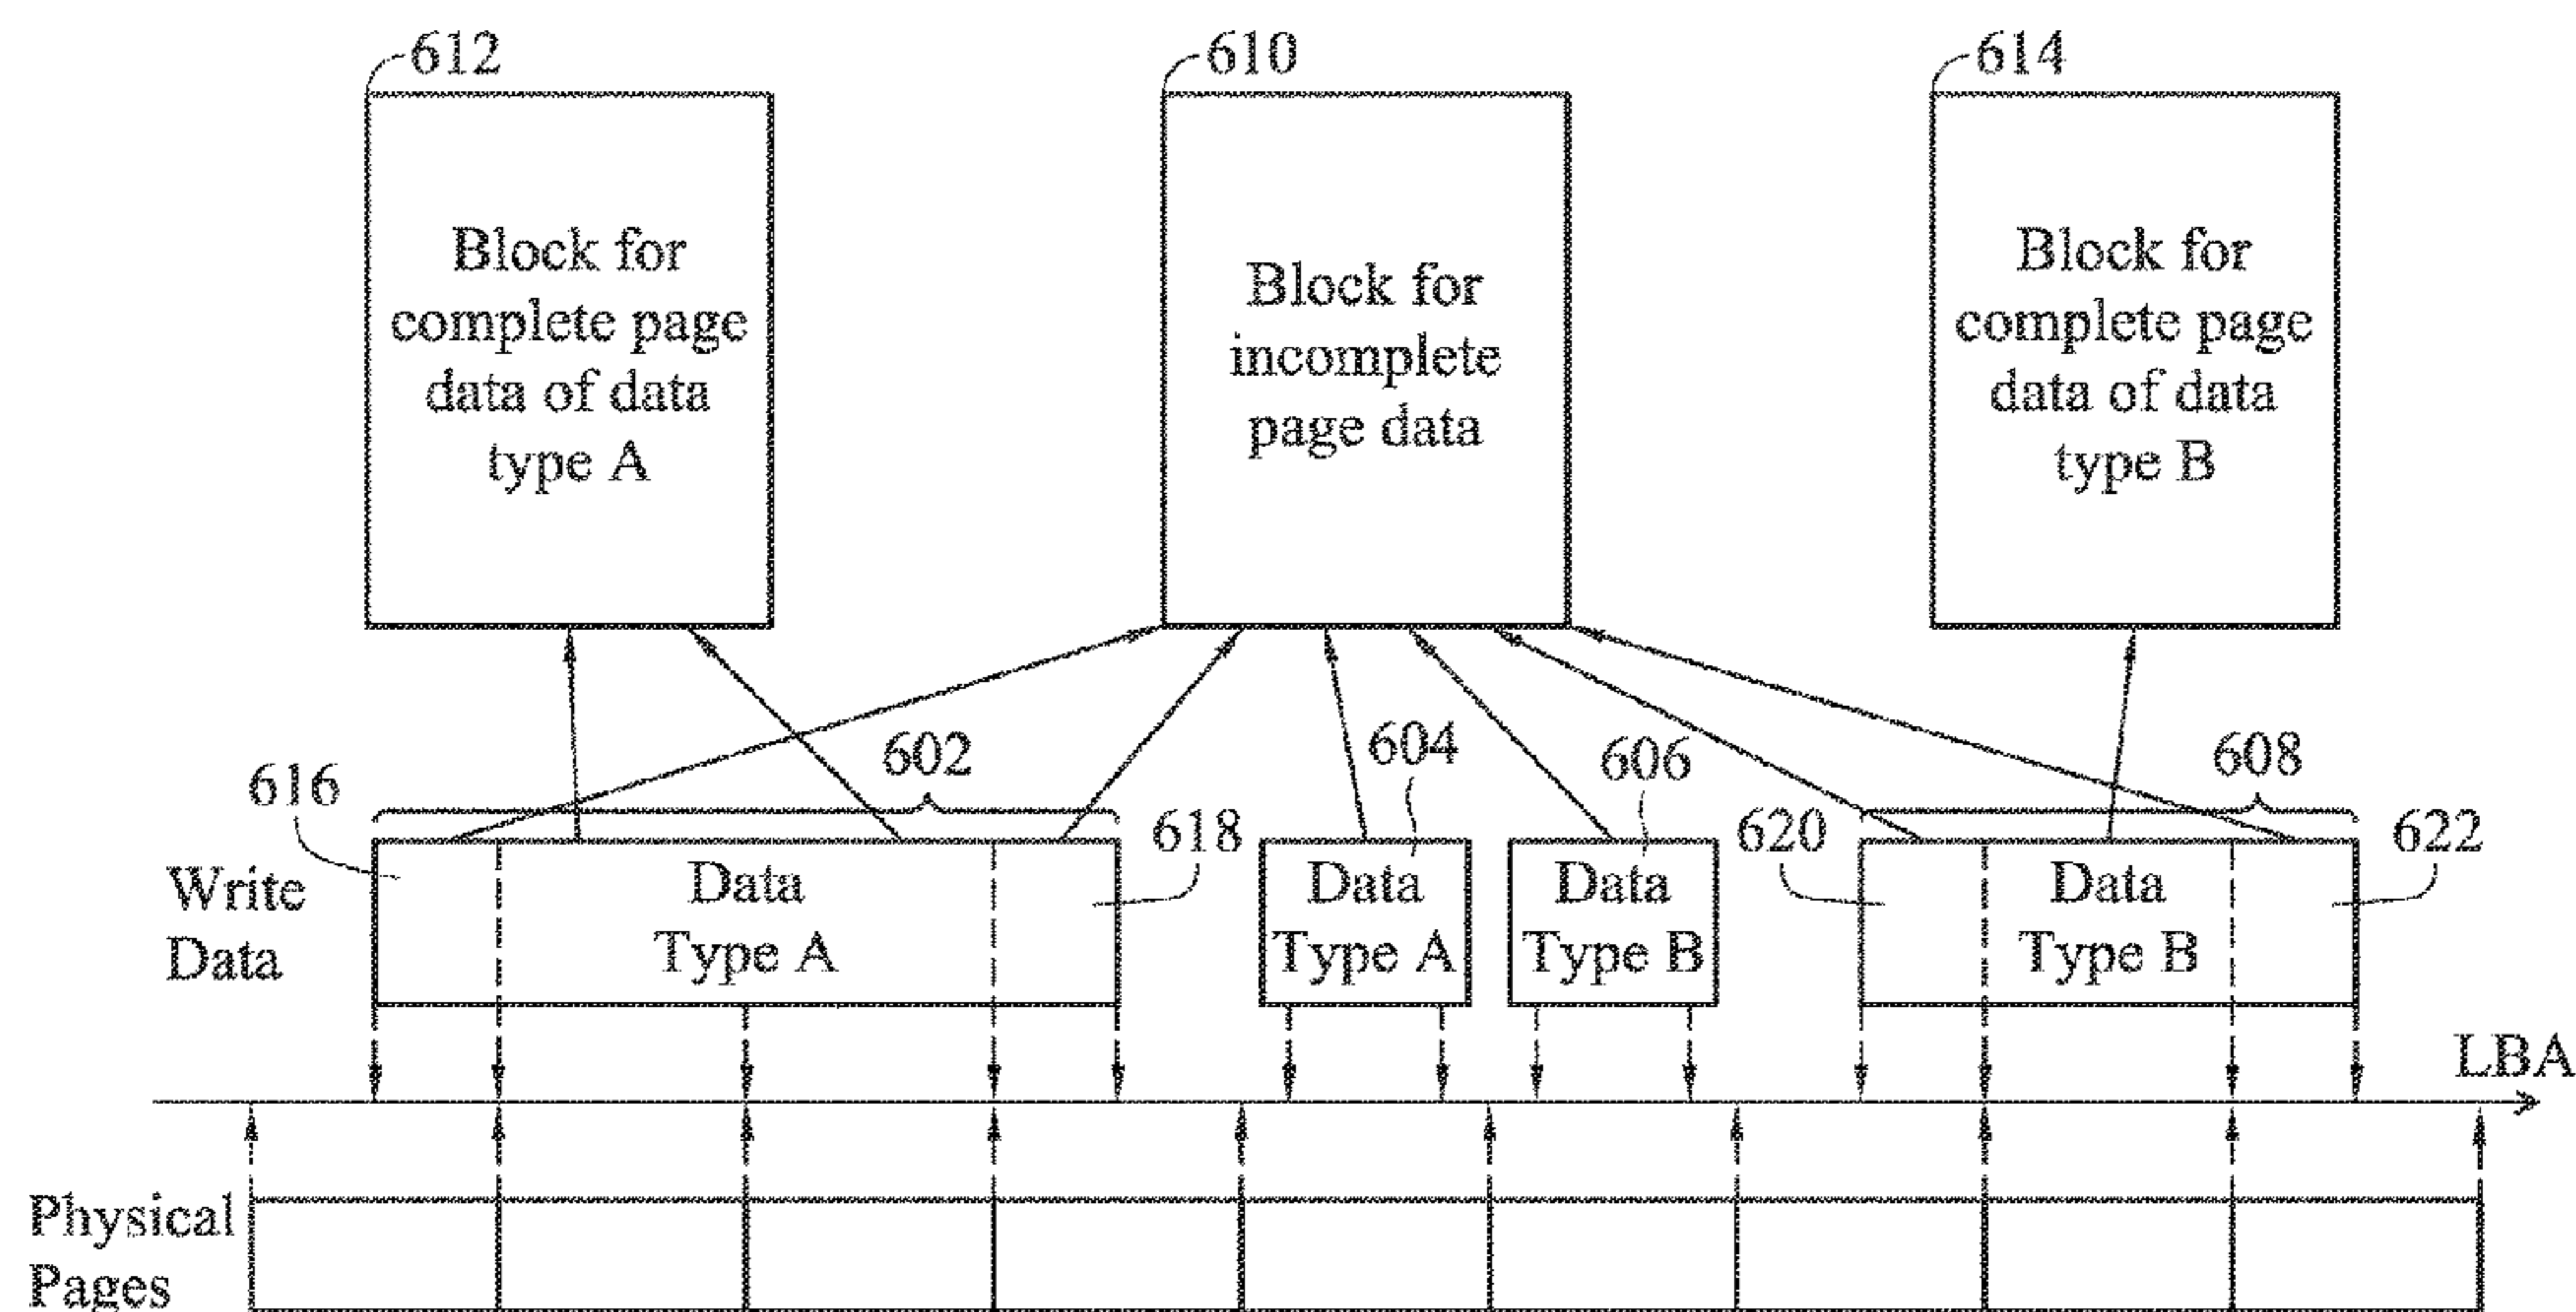 612
610
614
Block for
complete page
data of data
type A
Block for
incomplete
page data
Block for
complete page
data of data
type B
616
602
618
604
606
620
608
622
Write
Data
Data
Type A
Data
Type A
Data
Type B
Data
Type B
LBA
Physical
Pages